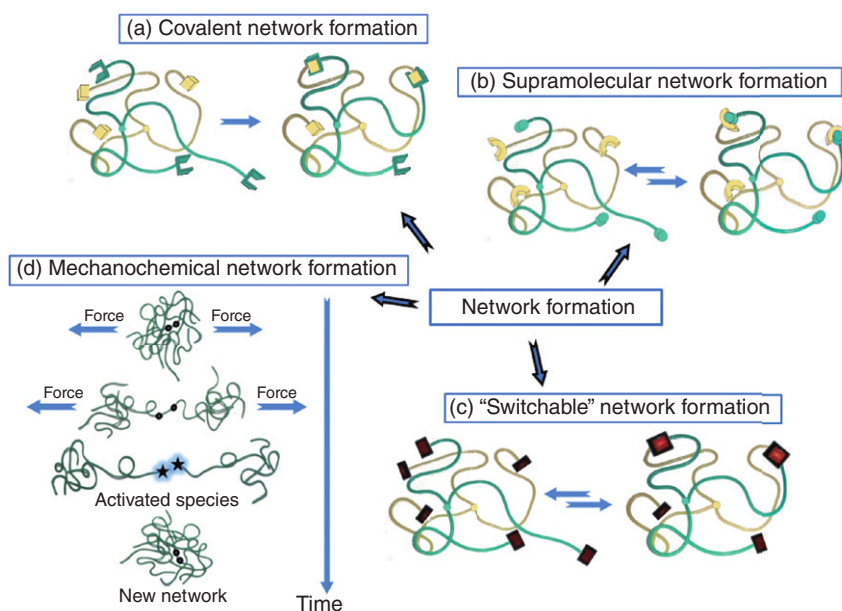 (a) Covalent network formation
(b) Supramolecular network formation
(d) Mechanochemical network formation
Network formation
Force Force
Force Force
(c) “Switchable” network formation
Activated species
New network
Time